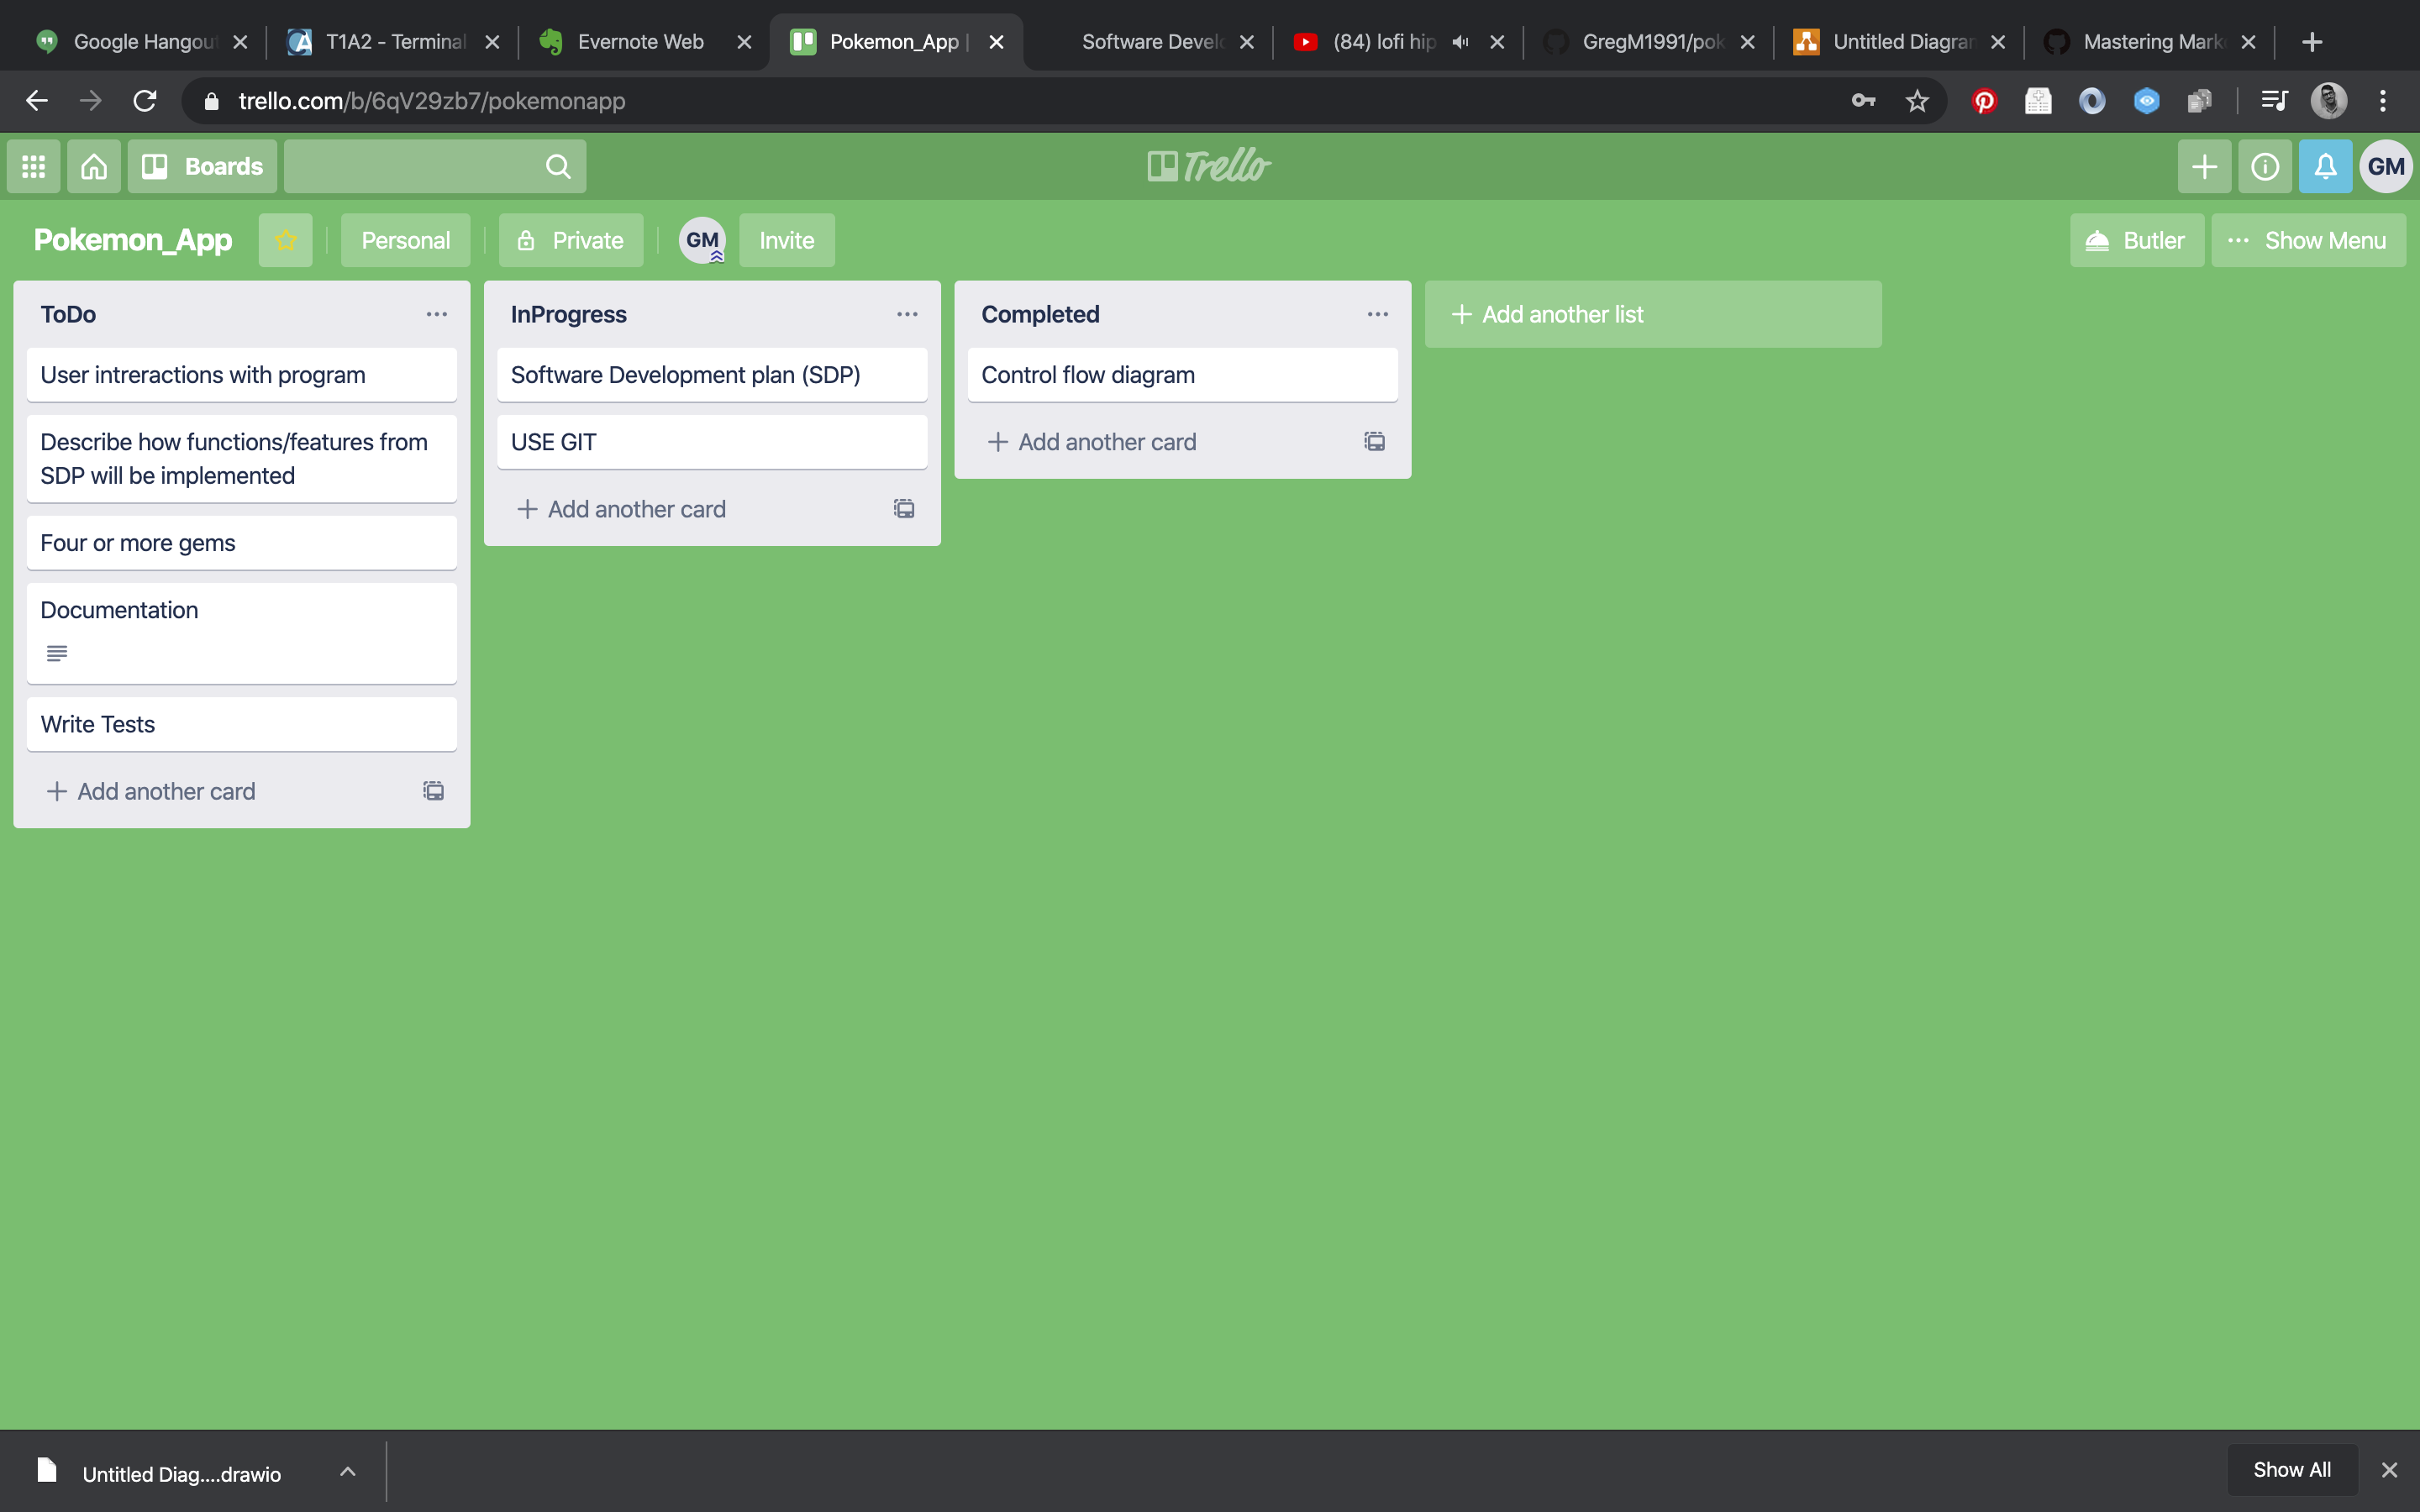 Google Hangout
T1A2 - Terminal
Evernote Web
Pokemon_App |
Software Develo
(84) lofi hip
GregM1991/pok
Untitled Diagram
Mastering Mark
trello.com/b/6qV29zb7/pokemonapp
Boards
Trello
GM
Pokemon_App
Personal
Private
GM
Invite
Butler
Show Menu
ToDo
User intreractions with program
Describe how functions/features from
SDP will be implemented
Four or more gems
Documentation
Write Tests
Add another card
InProgress
Software Development plan (SDP)
USE GIT
Add another card
Completed
Control flow diagram
Add another card
Add another list
Untitled Diag....drawio
Show All